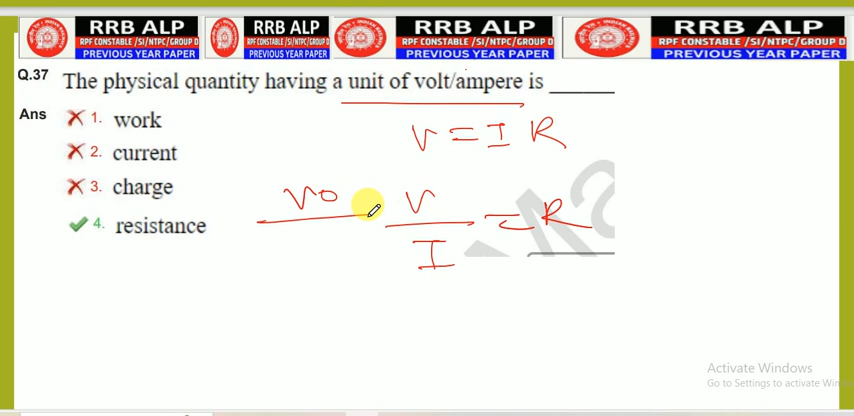 RRB ALP RRB ALP RRB ALP RRB ALP
RPF CONSTABLE /SI/NTPC/GROUP D RPF CONSTABLE /SI/NTPC/GROUP D RPF CONSTABLE /SI/NTPC/GROUP D RPF CONSTABLE /SI/NTPC/GROUP D
PREVIOUS YEAR PAPER PREVIOUS YEAR PAPER PREVIOUS YEAR PAPER PREVIOUS YEAR PAPER
Q.37 The physical quantity having a unit of volt/ampere is ______
Ans 1. work
V = I R
2. current
3. charge
VO V
4. resistance
= R
I
Ma
Activate Windows
Go to Settings to activate Win